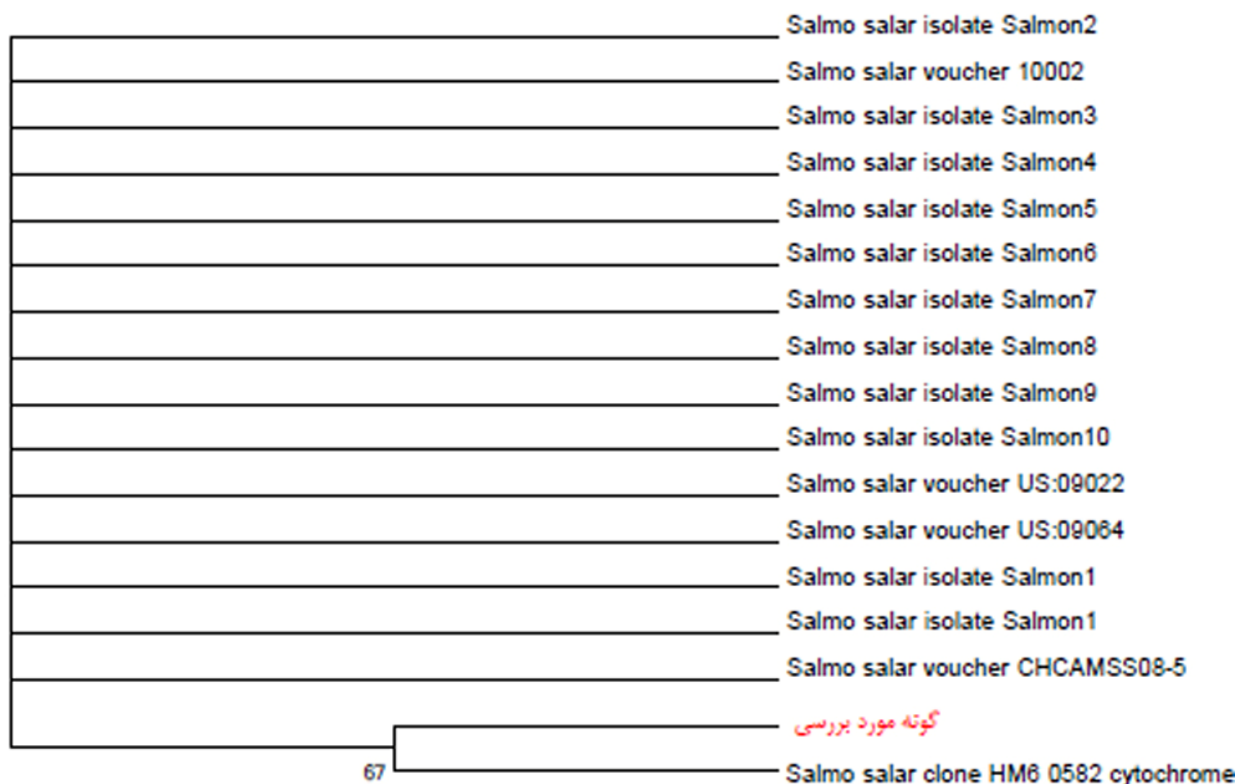 Salmo salar isolate Salmon2
Salmo salar voucher 10002
Salmo salar isolate Salmon3
Salmo salar isolate Salmon4
Salmo salar isolate Salmon5
Salmo salar isolate Salmon6
Salmo salar isolate Salmon7
Salmo salar isolate Salmon8
Salmo salar isolate Salmon9
Salmo salar isolate Salmon10
Salmo salar voucher US:09022
Salmo salar voucher US:09064
Salmo salar isolate Salmon1
Salmo salar isolate Salmon1
Salmo salar voucher CHCAMSS08-5
گونه مورد بررسی
67
Salmo salar clone HM6 0582 cytochrome